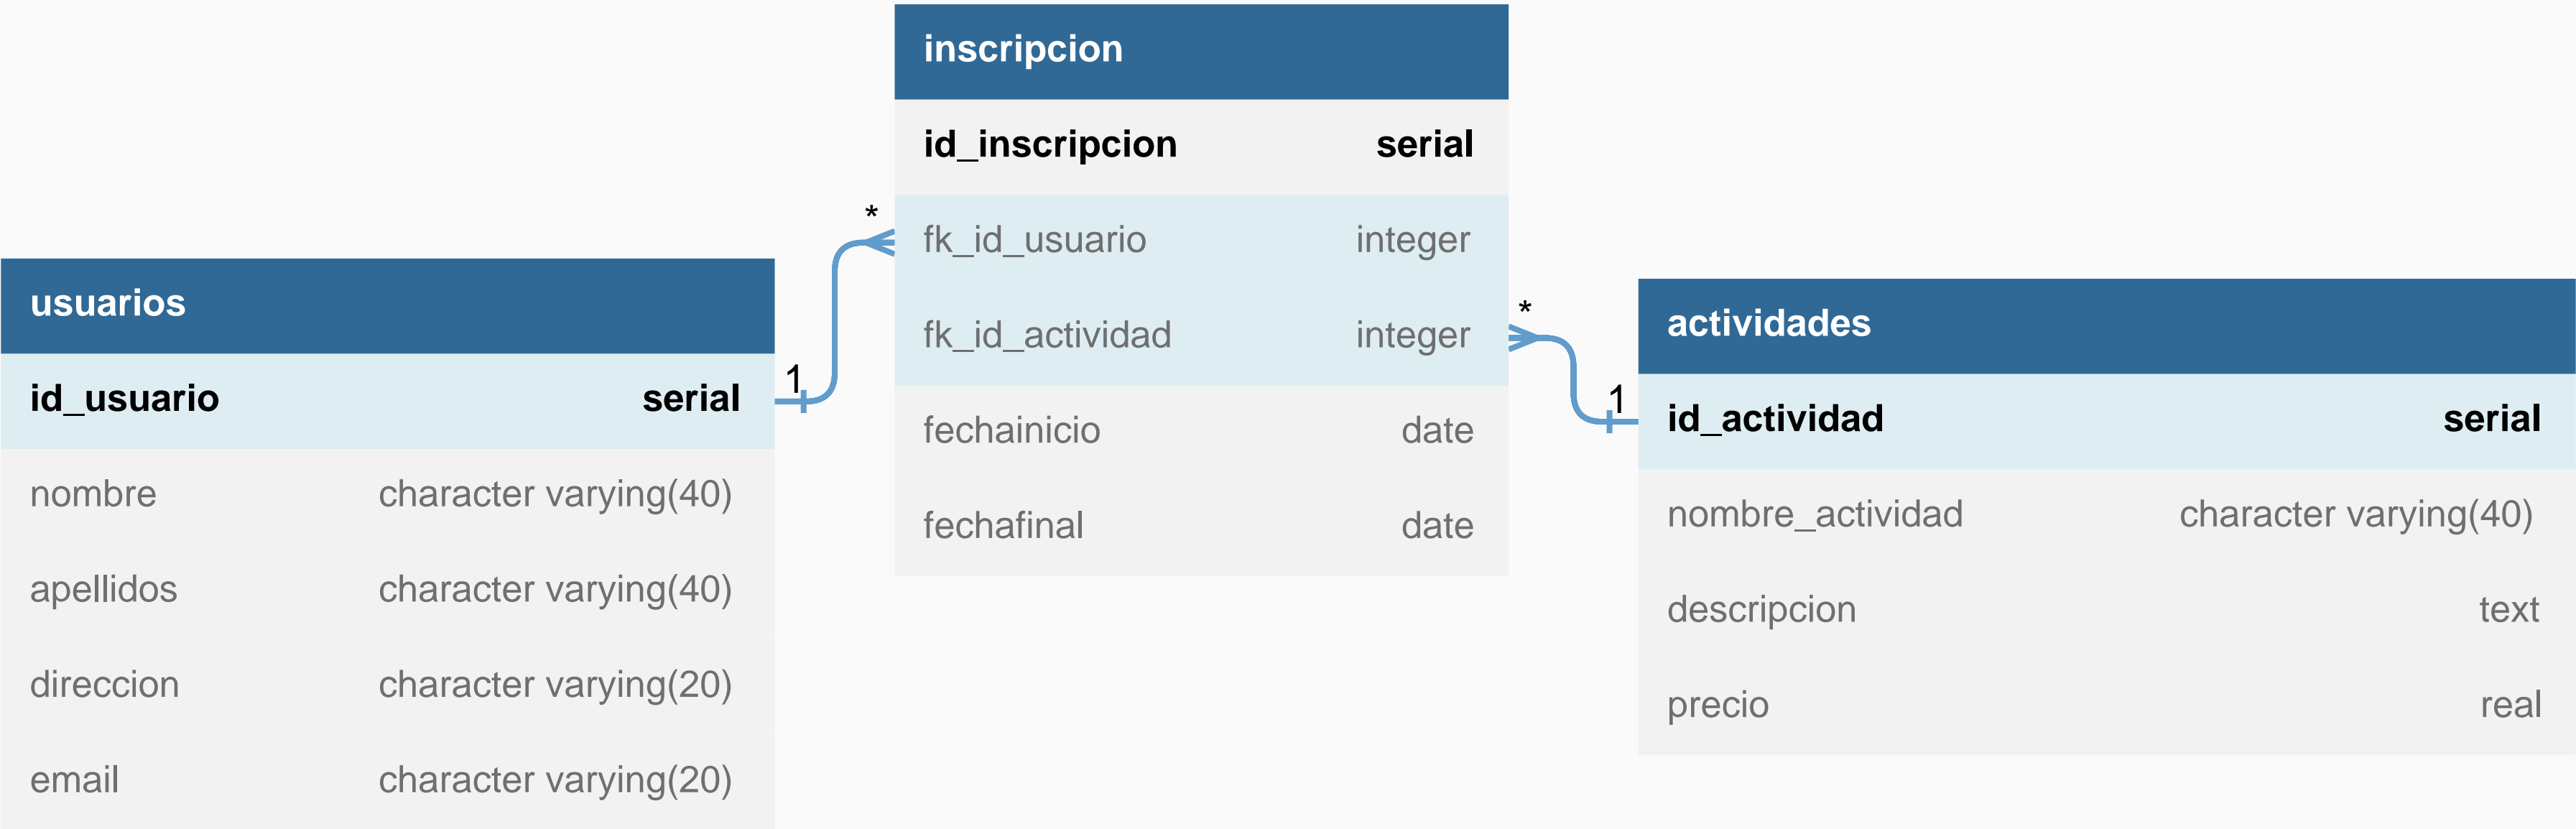 inscripcion
id_inscripcion serial
fk_id_usuario integer
fk_id_actividad integer
fechainicio date
fechafinal date
*
*
1
1
usuarios
id_usuario serial
nombre character varying(40)
apellidos character varying(40)
direccion character varying(20)
email character varying(20)
actividades
id_actividad serial
nombre_actividad character varying(40)
descripcion text
precio real